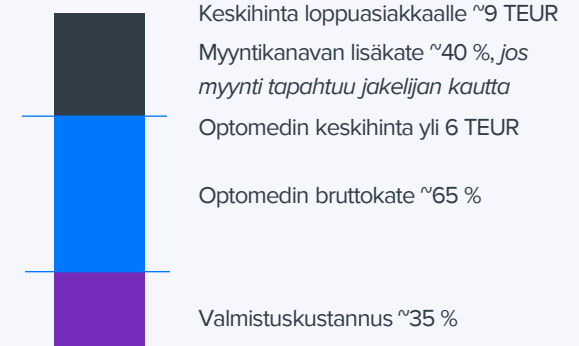 Keskihinta loppuasiakkaalle ~9 TEUR
Myyntikanavan lisäkate ~40 %, jos
myynti tapahtuu jakelijan kautta
Optomedin keskihinta yli 6 TEUR
Optomedin bruttokate ~65 %
Valmistuskustannus ~35 %